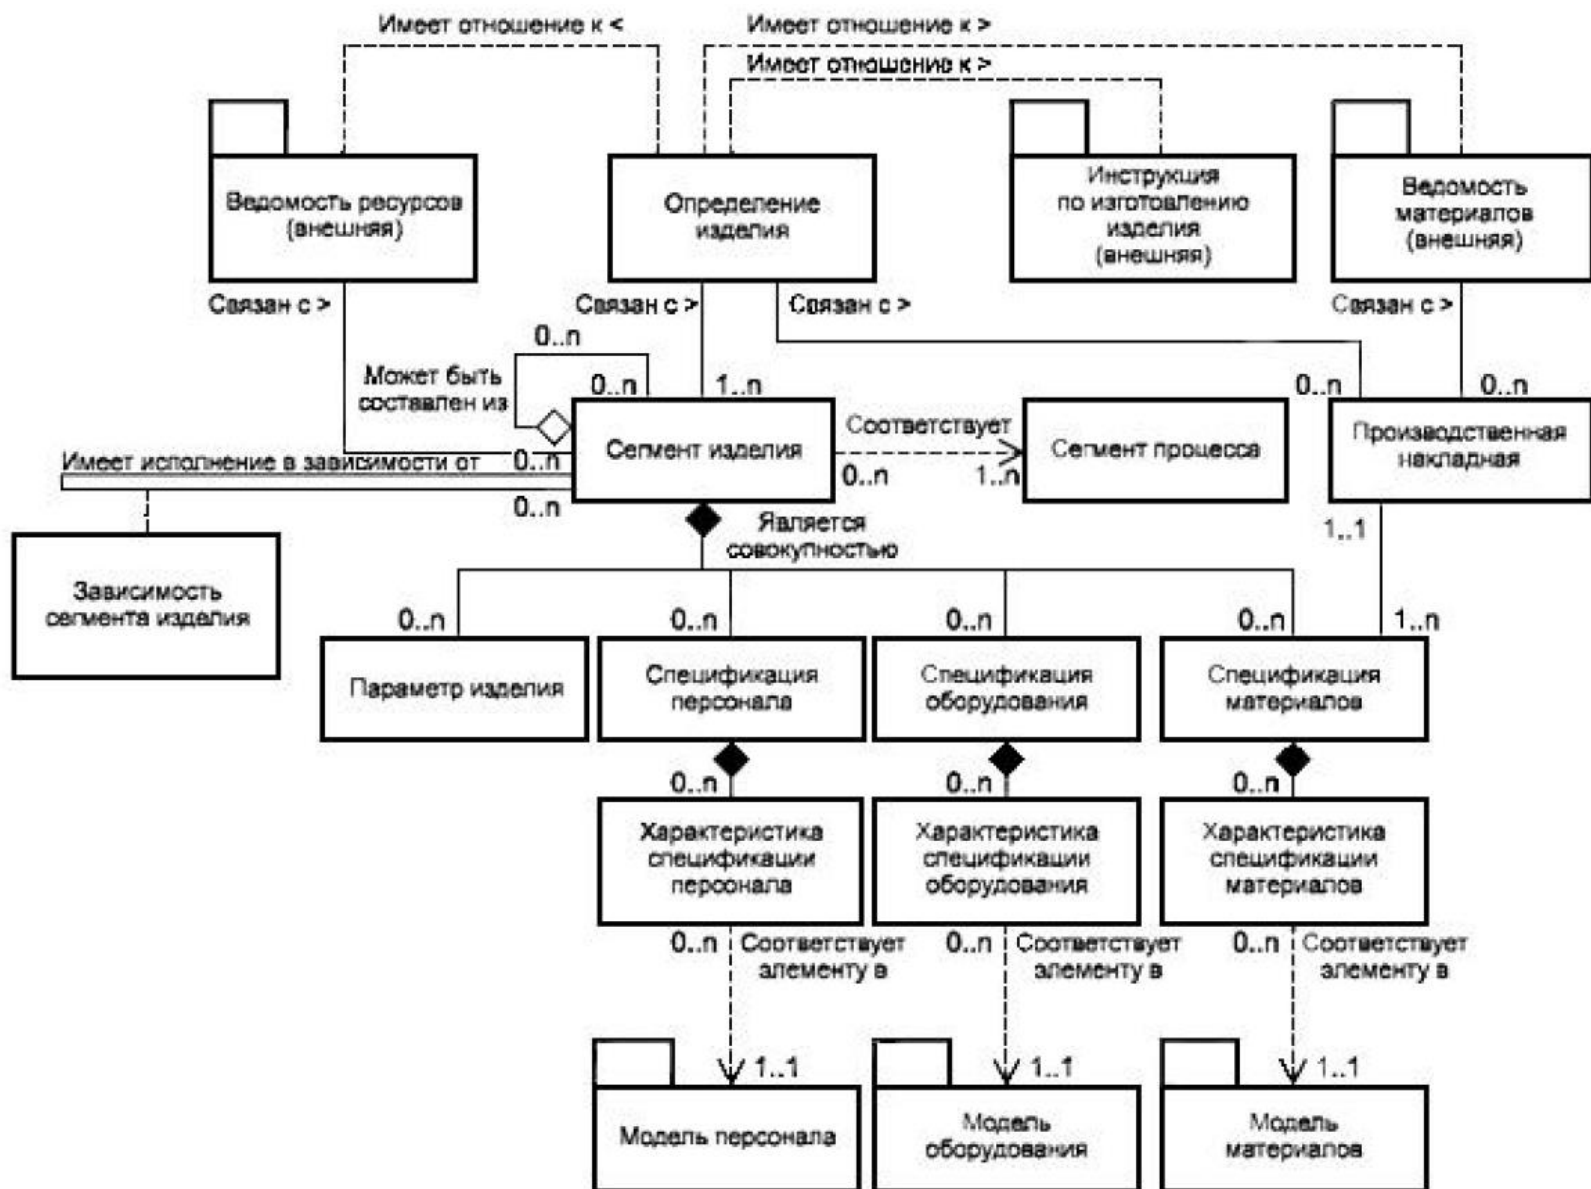 Имеет отношение к <
Имеет отношение к >
Имеет отношение к >
Ведомость ресурсов
(внешняя)
Определение
изделия
Инструкция
по изготовлению
изделия
(внешняя)
Ведомость
материалов
(внешняя)
Связан с >
Связан с >
Связан с >
Связан с >
0..n
Может быть
составлен из
0..n
1..n
0..n
0..n
Сегмент изделия
Соответствует
0..n
1..n
Сегмент процесса
Производственная
накладная
Имеет исполнение в зависимости от
0..n
0..n
Является
совокупностью
1..1
Зависимость
сегмента изделия
0..n
0..n
0..n
0..n
1..n
Параметр изделия
Спецификация
персонала
Спецификация
оборудования
Спецификация
материалов
0..n
0..n
0..n
Характеристика
спецификации
персонала
Характеристика
спецификации
оборудования
Характеристика
спецификации
материалов
0..n
Соответствует
элементу в
0..n
Соответствует
элементу в
0..n
Соответствует
элементу в
1..1
1..1
1..1
Модель персонала
Модель
оборудования
Модель
материалов